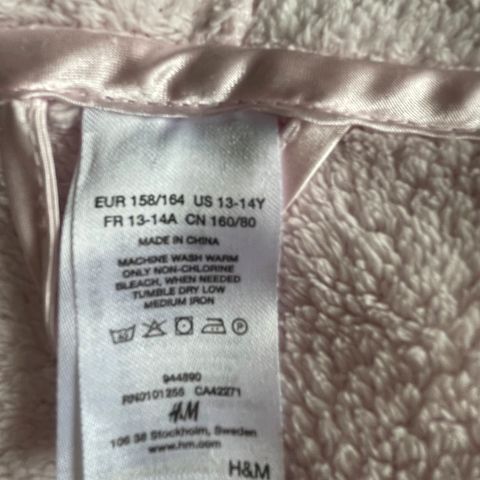 EUR 158/164 US 13-14Y
FR 13-14A CN 160/80
MADE IN CHINA
MACHINE WASH WARM
ONLY NON-CHLORINE
BLEACH, WHEN NEEDED
TUMBLE DRY LOW
MEDIUM IRON
P
944890
RN0101255 CA42271
H&M
106 38 Stockholm, Sweden
www.hm.com
H&M